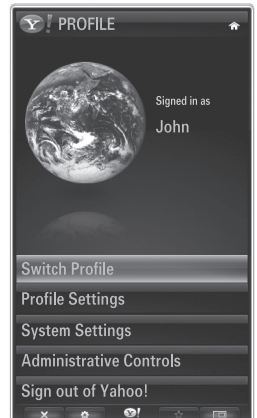 Y! PROFILE
Signed in as
John
Switch Profile
Profile Settings
System Settings
Administrative Controls
Sign out of Yahoo!
Y!